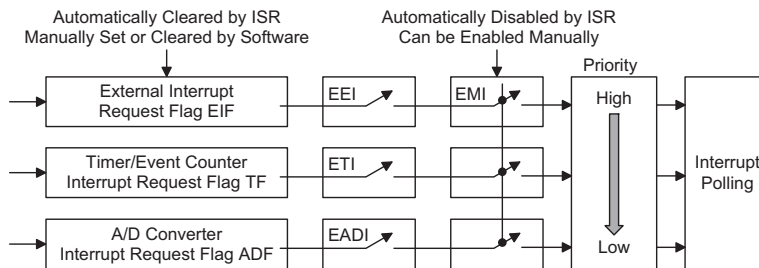 Automatically Cleared by ISR
Manually Set or Cleared by Software
Automatically Disabled by ISR
Can be Enabled Manually
Priority
External Interrupt
Request Flag EIF
EEI
EMI
High
Timer/Event Counter
Interrupt Request Flag TF
ETI
Interrupt
Polling
A/D Converter
Interrupt Request Flag ADF
EADI
Low